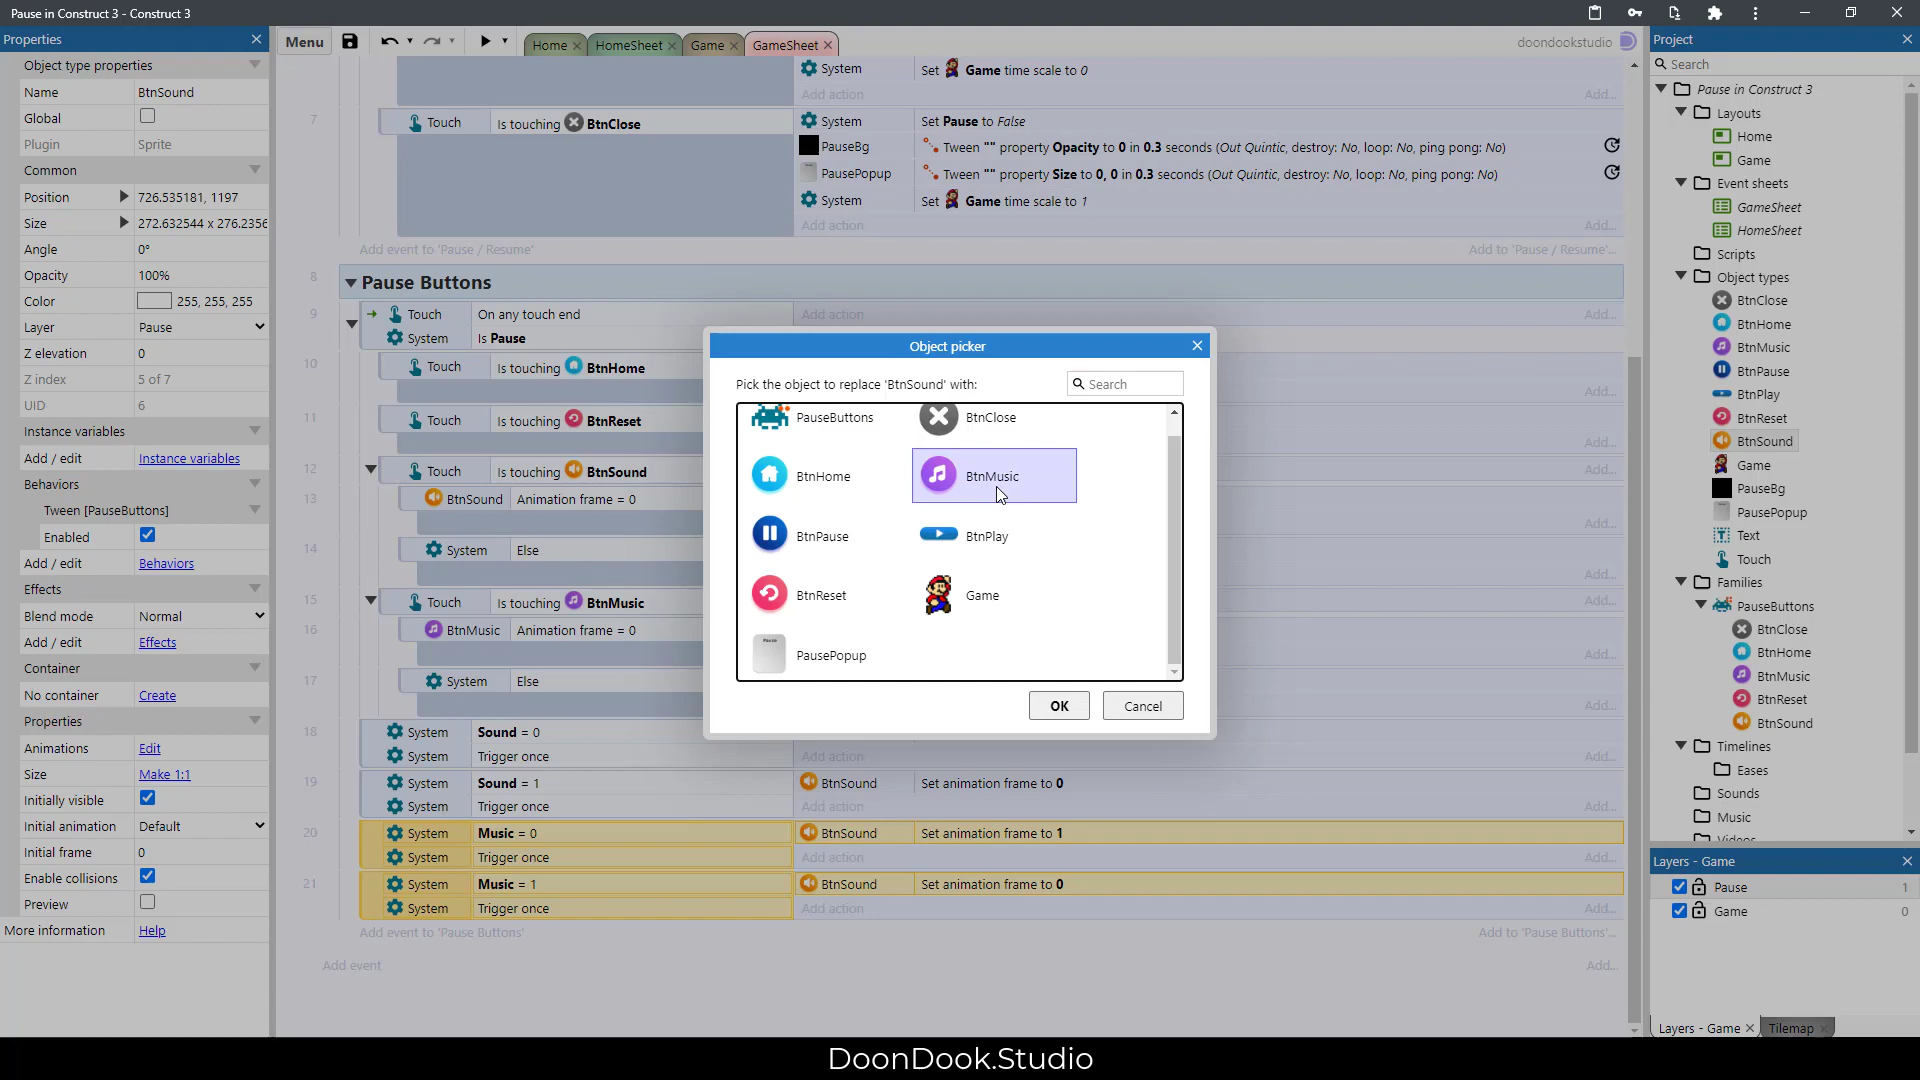 Pause in Construct 3 - Construct 3
Properties
Object type properties
Name BtnSound
Global
Plugin Sprite
Common
Position 726.535181, 1197
Size 272.632544 x 276.2356
Angle 0°
Opacity 100%
Color 255, 255, 255
Layer Pause
Z elevation 0
Z index 5 of 7
UID 6
Instance variables
Add / edit Instance variables
Behaviors
Tween [PauseButtons]
Enabled
Add / edit Behaviors
Effects
Blend mode Normal
Add / edit Effects
Container
No container Create
Properties
Animations Edit
Size Make 1:1
Initially visible
Initial animation Default
Initial frame 0
Enable collisions
Preview
More information Help
Menu
Home
HomeSheet
Game
GameSheet
doondookstudio
System Set Game time scale to 0
Add action Add...
7 Touch Is touching BtnClose
System Set Pause to False
PauseBg Tween "" property Opacity to 0 in 0.3 seconds (Out Quintic, destroy: No, loop: No, ping pong: No)
PausePopup Tween "" property Size to 0, 0 in 0.3 seconds (Out Quintic, destroy: No, loop: No, ping pong: No)
System Set Game time scale to 1
Add action Add...
Add event to 'Pause / Resume' Add to 'Pause / Resume'...
8 Pause Buttons
9 Touch On any touch end Add action Add...
System Is Pause
10 Touch Is touching BtnHome Add...
11 Touch Is touching BtnReset Add...
12 Touch Is touching BtnSound Add...
13 BtnSound Animation frame = 0 Add...
14 System Else Add...
15 Touch Is touching BtnMusic Add...
16 BtnMusic Animation frame = 0 Add...
17 System Else Add...
18 System Sound = 0
System Trigger once Add action Add...
19 System Sound = 1 BtnSound Set animation frame to 0
System Trigger once Add action Add...
20 System Music = 0 BtnSound Set animation frame to 1
System Trigger once Add action Add...
21 System Music = 1 BtnSound Set animation frame to 0
System Trigger once Add action Add...
Add event to 'Pause Buttons' Add to 'Pause Buttons'...
Add event Add...
Object picker
Pick the object to replace 'BtnSound' with:
Search
PauseButtons BtnClose
BtnHome BtnMusic
BtnPause BtnPlay
BtnReset Game
PausePopup
OK Cancel
Project
Search
Pause in Construct 3
Layouts
Home
Game
Event sheets
GameSheet
HomeSheet
Scripts
Object types
BtnClose
BtnHome
BtnMusic
BtnPause
BtnPlay
BtnReset
BtnSound
Game
PauseBg
PausePopup
Text
Touch
Families
PauseButtons
BtnClose
BtnHome
BtnMusic
BtnReset
BtnSound
Timelines
Eases
Sounds
Music
Layers - Game
Pause 1
Game 0
Layers - Game Tilemap
DoonDook.Studio